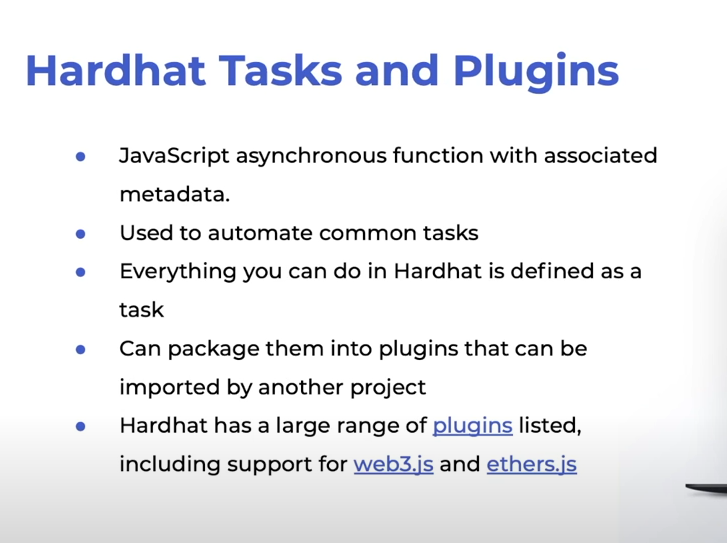 Hardhat Tasks and Plugins
● JavaScript asynchronous function with associated
metadata.
● Used to automate common tasks
● Everything you can do in Hardhat is defined as a
task
● Can package them into plugins that can be
imported by another project
● Hardhat has a large range of plugins listed,
including support for web3.js and ethers.js